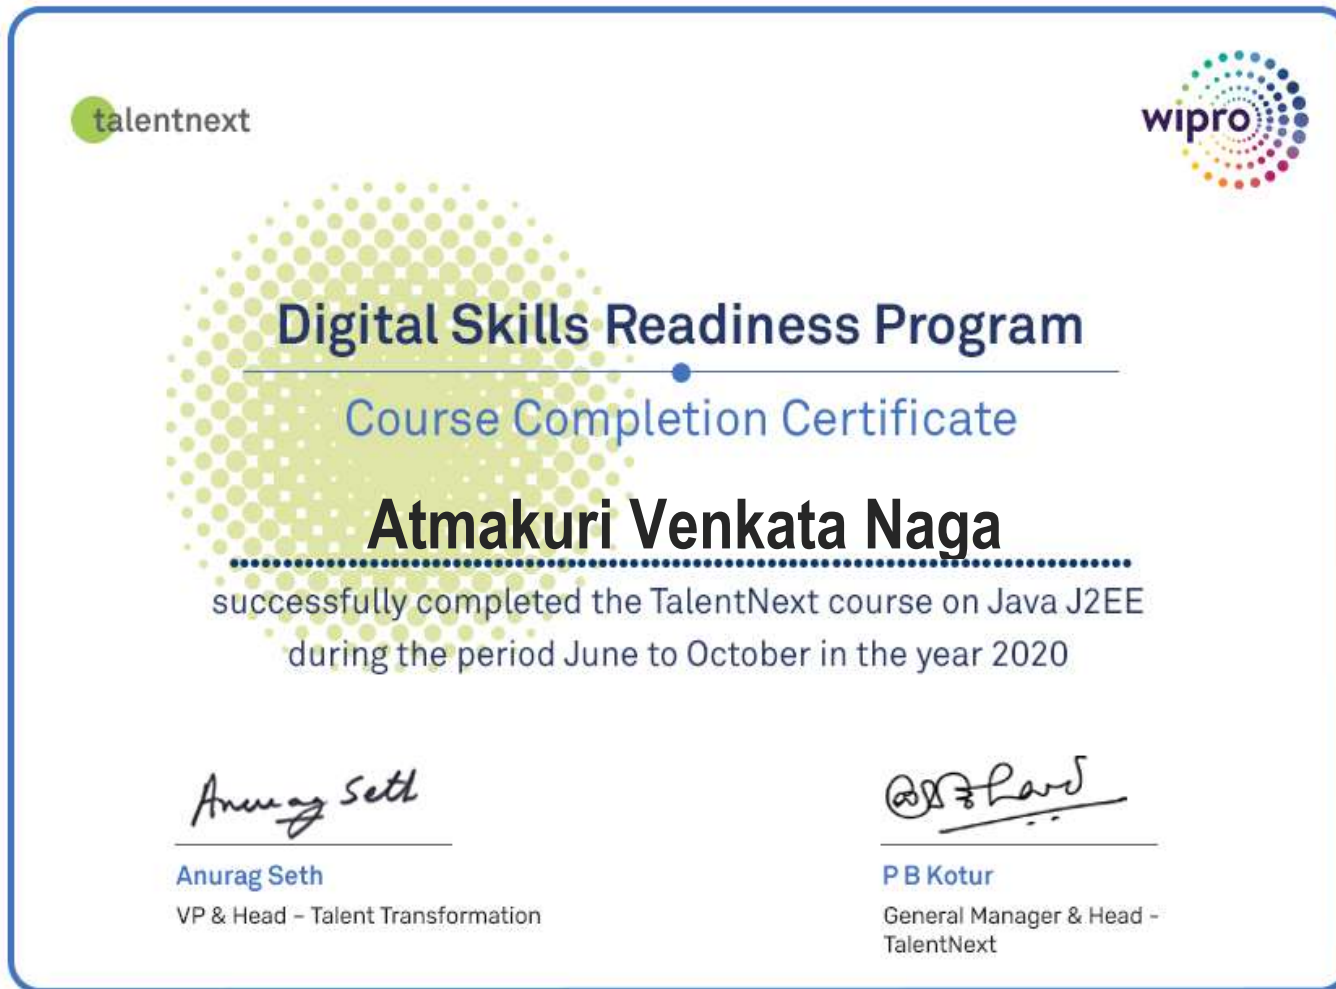 talentnext
wipro
Digital Skills Readiness Program
Course Completion Certificate
Atmakuri Venkata Naga
successfully completed the TalentNext course on Java J2EE
during the period June to October in the year 2020
Anurag Seth
Anurag Seth
P B Kotur
VP & Head – Talent Transformation
General Manager & Head -
TalentNext